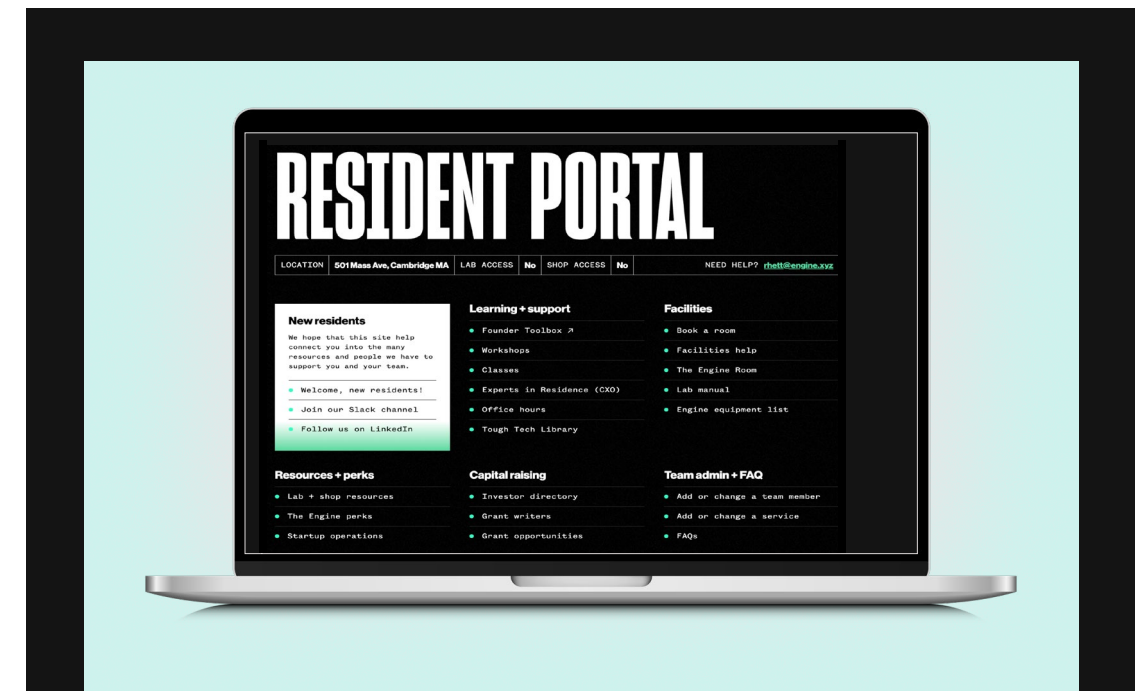 RESIDENT PORTAL
LOCATION 501 Mass Ave, Cambridge MA LAB ACCESS No SHOP ACCESS No NEED HELP? rhett@engine.xyz
New residents
We hope that this site help
connect you into the many
resources and people we have to
support you and your team.
Welcome, new residents!
Join our Slack channel
Follow us on LinkedIn
Learning + support
Founder Toolbox ↗
Workshops
Classes
Experts in Residence (CXO)
Office hours
Tough Tech Library
Facilities
Book a room
Facilities help
The Engine Room
Lab manual
Engine equipment list
Resources + perks
Lab + shop resources
The Engine perks
Startup operations
Capital raising
Investor directory
Grant writers
Grant opportunities
Team admin + FAQ
Add or change a team member
Add or change a service
FAQs